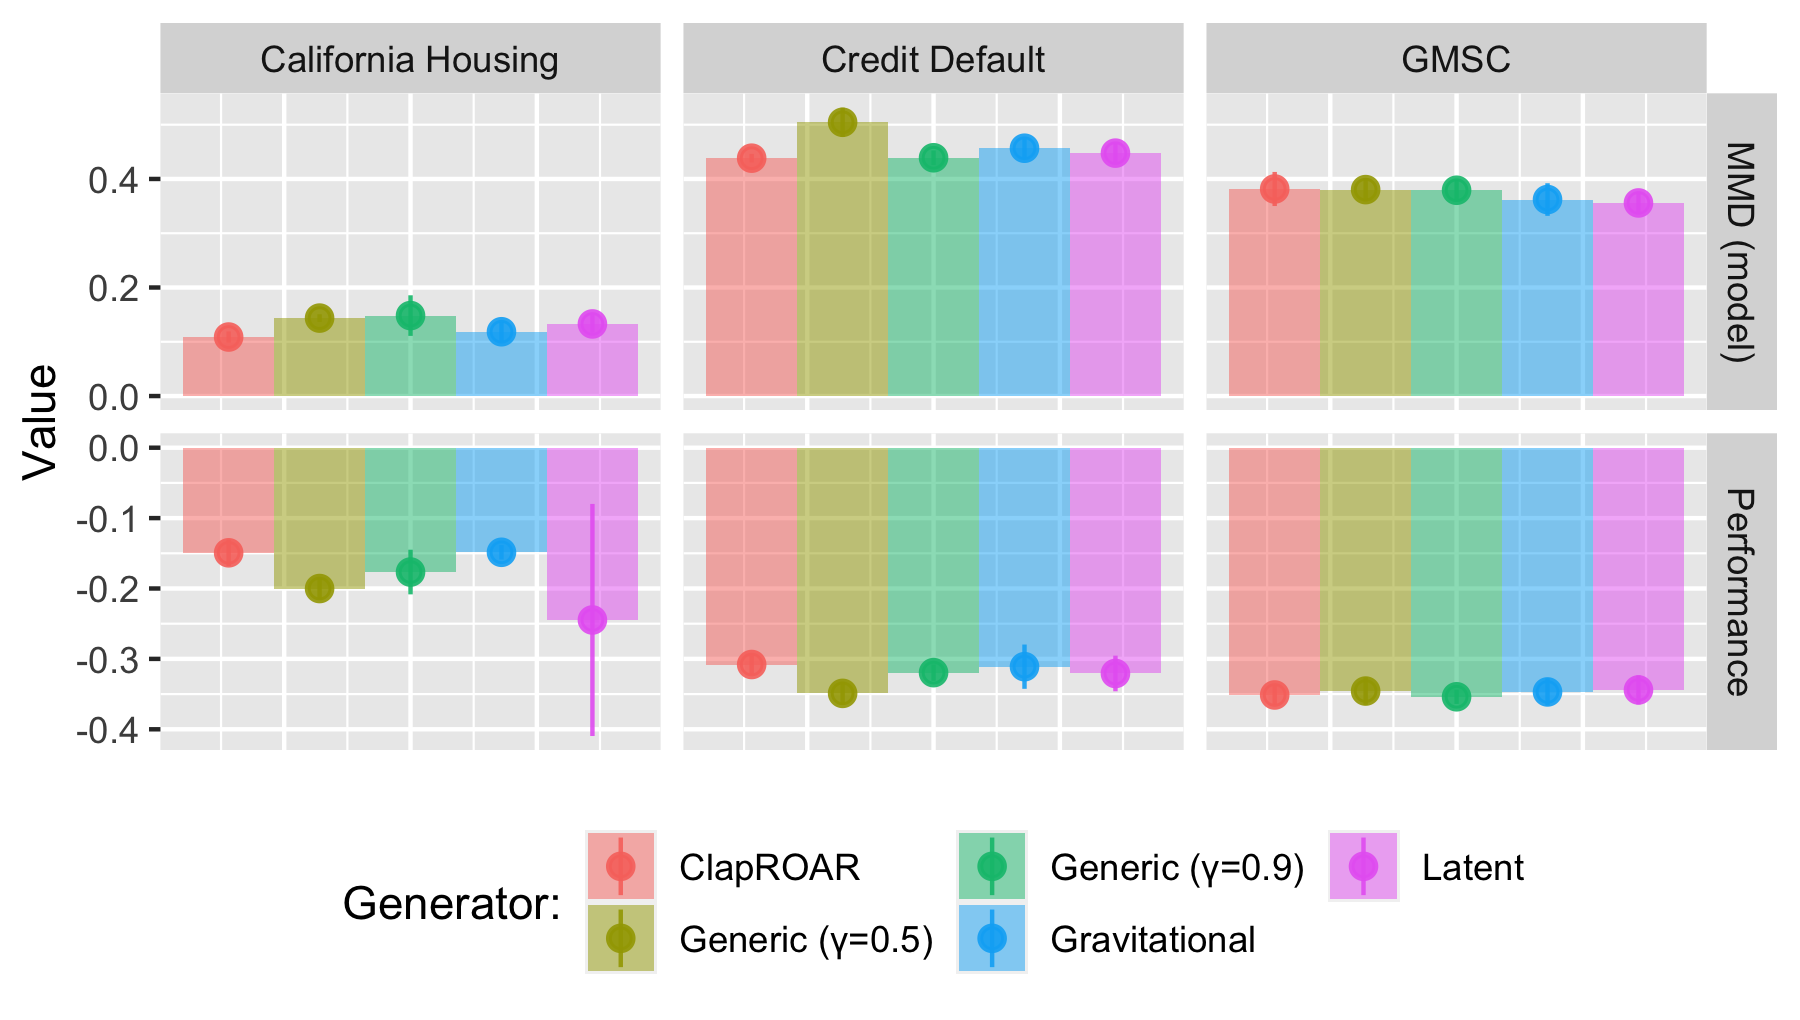 California Housing
Credit Default
GMSC
MMD (model)
0.4
0.2
0.0
Value
Performance
0.0
-0.1
-0.2
-0.3
-0.4
Generator:
ClapROAR
Generic (γ=0.5)
Generic (γ=0.9)
Gravitational
Latent